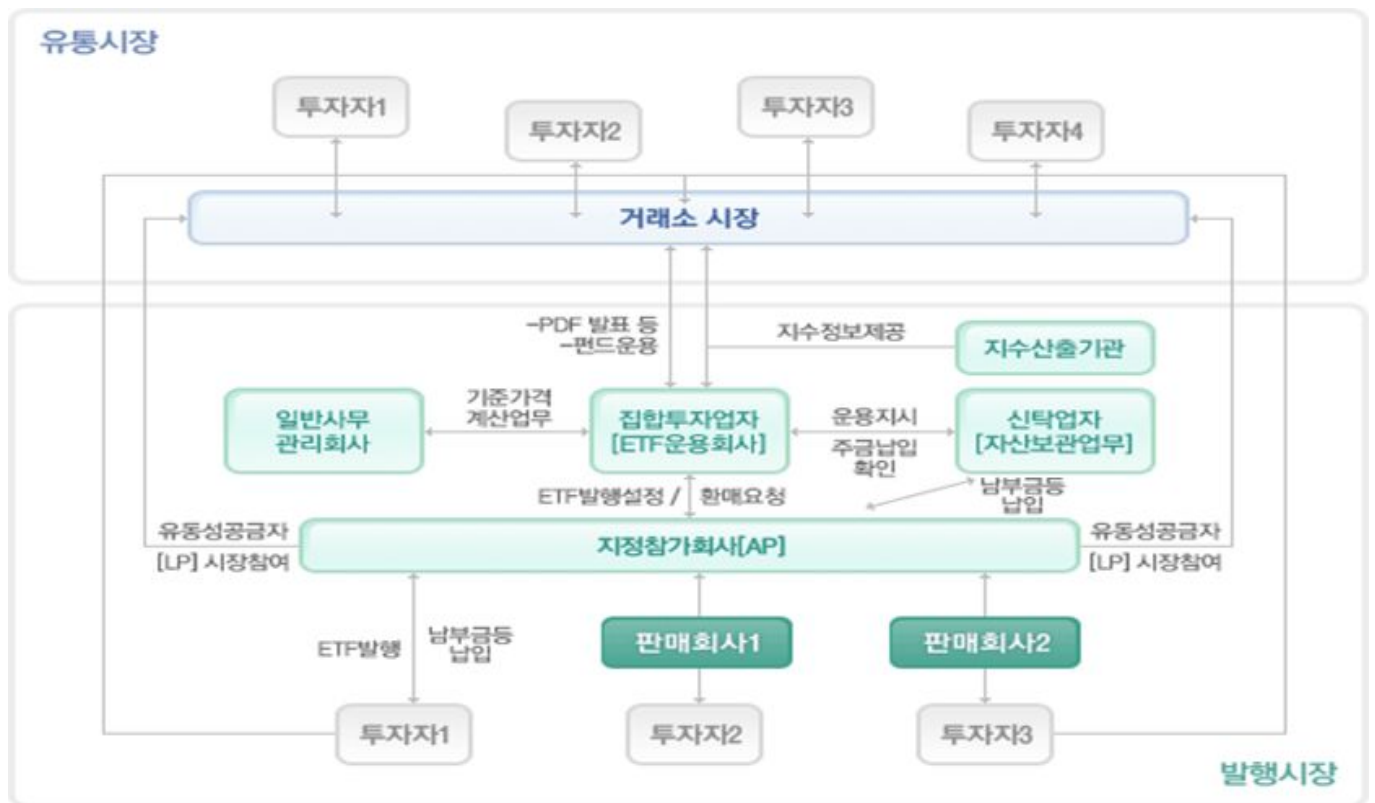 유통시장
투자자1
투자자2
투자자3
투자자4
거래소 시장
-PDF 발표 등
-펀드운용
지수정보제공
지수산출기관
일반사무
관리회사
기준가격
계산업무
집합투자업자
[ETF운용회사]
운용지시
주금납입
확인
신탁업자
[자산보관업무]
ETF발행설정 / 환매요청
남부금등
납입
유동성공급자
[LP] 시장참여
지정참가회사[AP]
유동성공급자
[LP] 시장참여
ETF발행
남부금등
납입
판매회사1
판매회사2
투자자1
투자자2
투자자3
발행시장